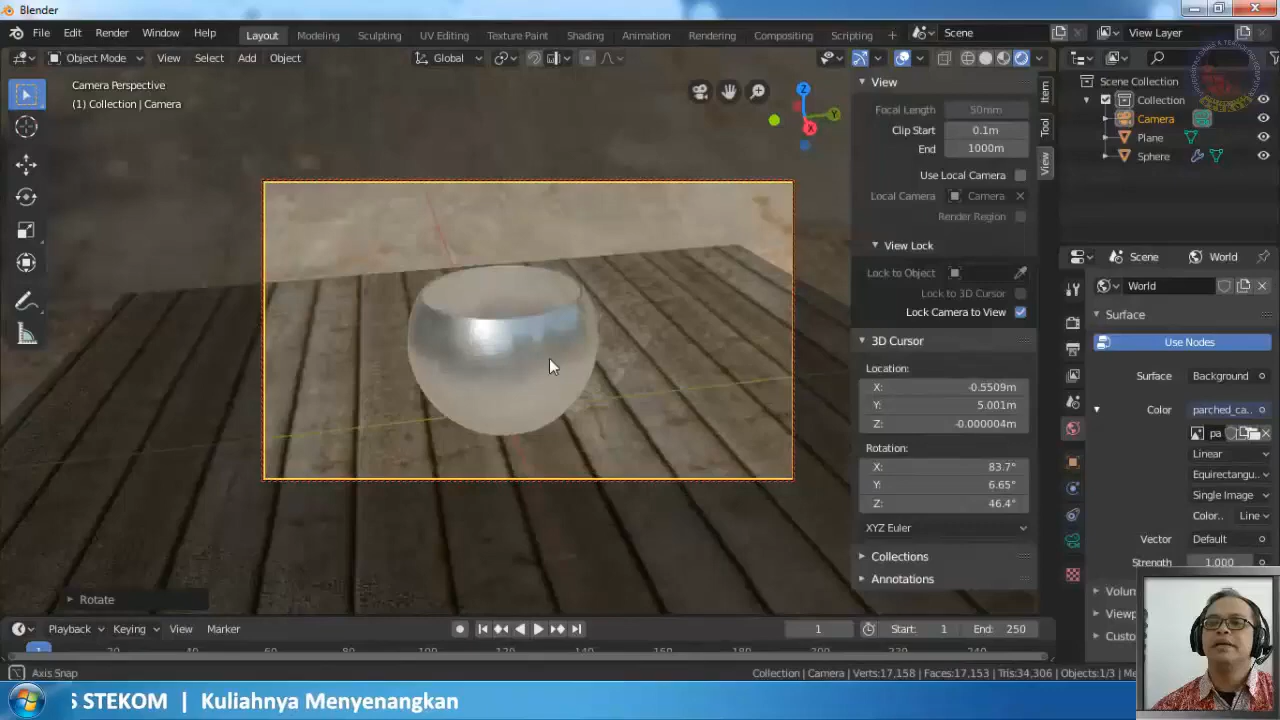 Blender
File Edit Render Window Help Layout Modeling Sculpting UV Editing Texture Paint Shading Animation Rendering Compositing Scripting + Scene View Layer
Object Mode View Select Add Object Global
Camera Perspective
(1) Collection | Camera
Z
Y
X
View
Focal Length 50mm
Clip Start 0.1m
End 1000m
Use Local Camera
Local Camera Camera
Render Region
View Lock
Lock to Object
Lock to 3D Cursor
Lock Camera to View
3D Cursor
Location:
X: -0.5509m
Y: 5.001m
Z: -0.000004m
Rotation:
X: 83.7°
Y: 6.65°
Z: 46.4°
XYZ Euler
Collections
Annotations
Item
Tool
View
Scene Collection
Collection
Camera
Plane
Sphere
Scene World
World
Surface
Use Nodes
Surface Background
Color parched_ca..
pa
Linear
Equirectangu..
Single Image
Color.. Line
Vector Default
Strength 1.000
Volu
Viewp
Custo
Rotate
Playback Keying View Marker 1 Start: 1 End: 250
1
Axis Snap
Collection | Camera | Verts:17,158 | Faces:17,153 | Tris:34,306 | Objects:1/3 | Me
S STEKOM | Kuliahnya Menyenangkan